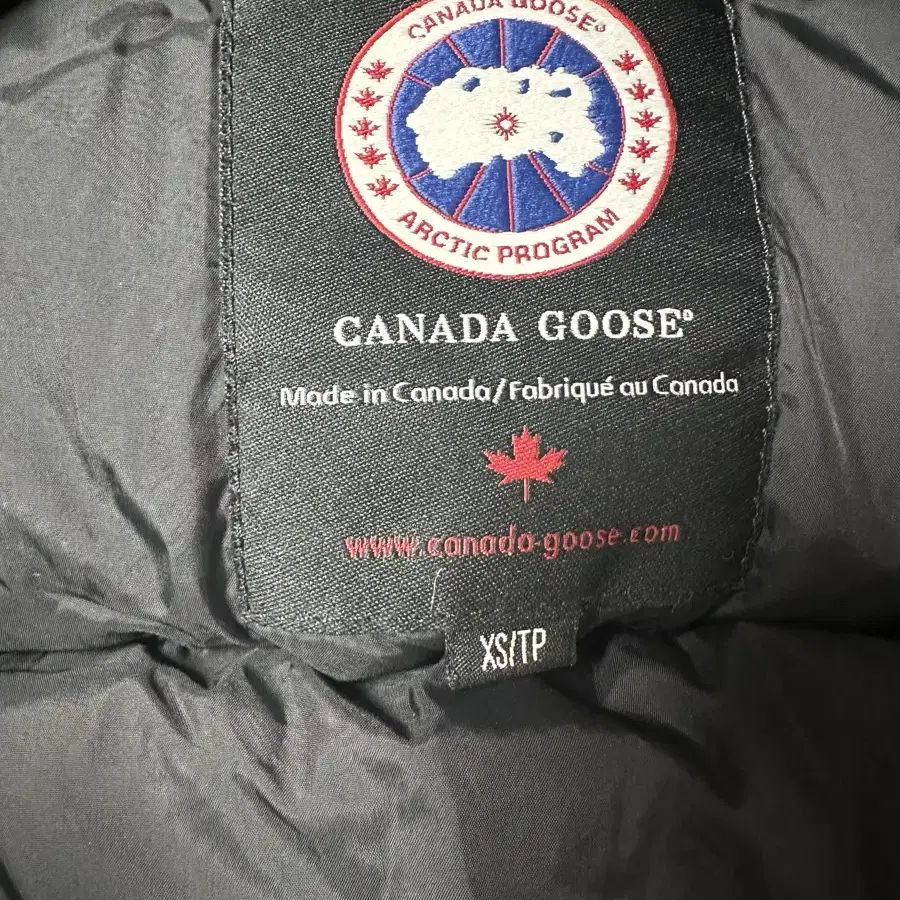 CANADA GOOSE®
ARCTIC PROGRAM
CANADA GOOSE®
Made in Canada/Fabriqué au Canada
www.canada-goose.com
XS/TP